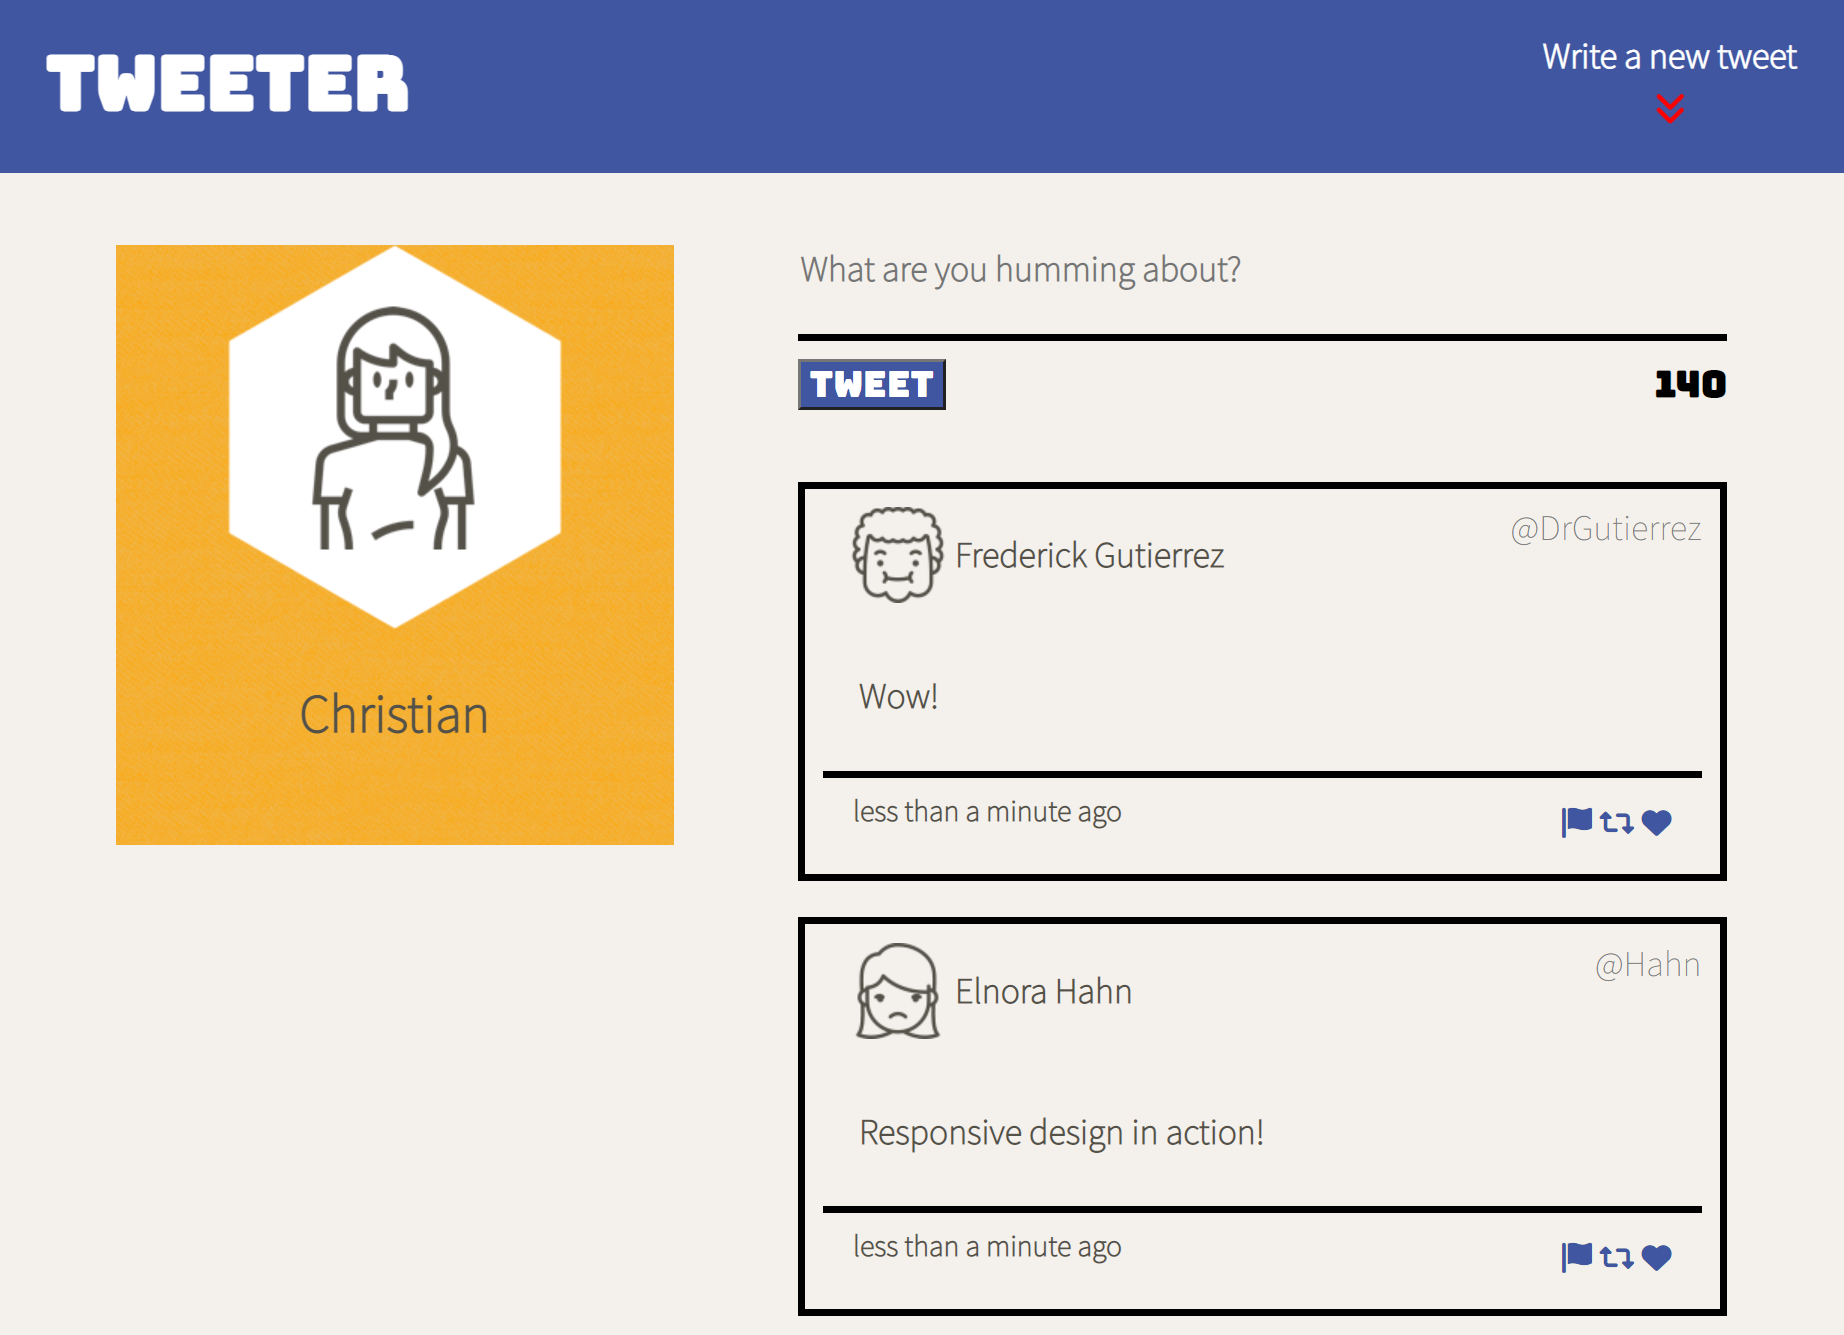 TWEETER
Write a new tweet
Christian
What are you humming about?
TWEET
140
Frederick Gutierrez
@DrGutierrez
Wow!
less than a minute ago
Elnora Hahn
@Hahn
Responsive design in action!
less than a minute ago